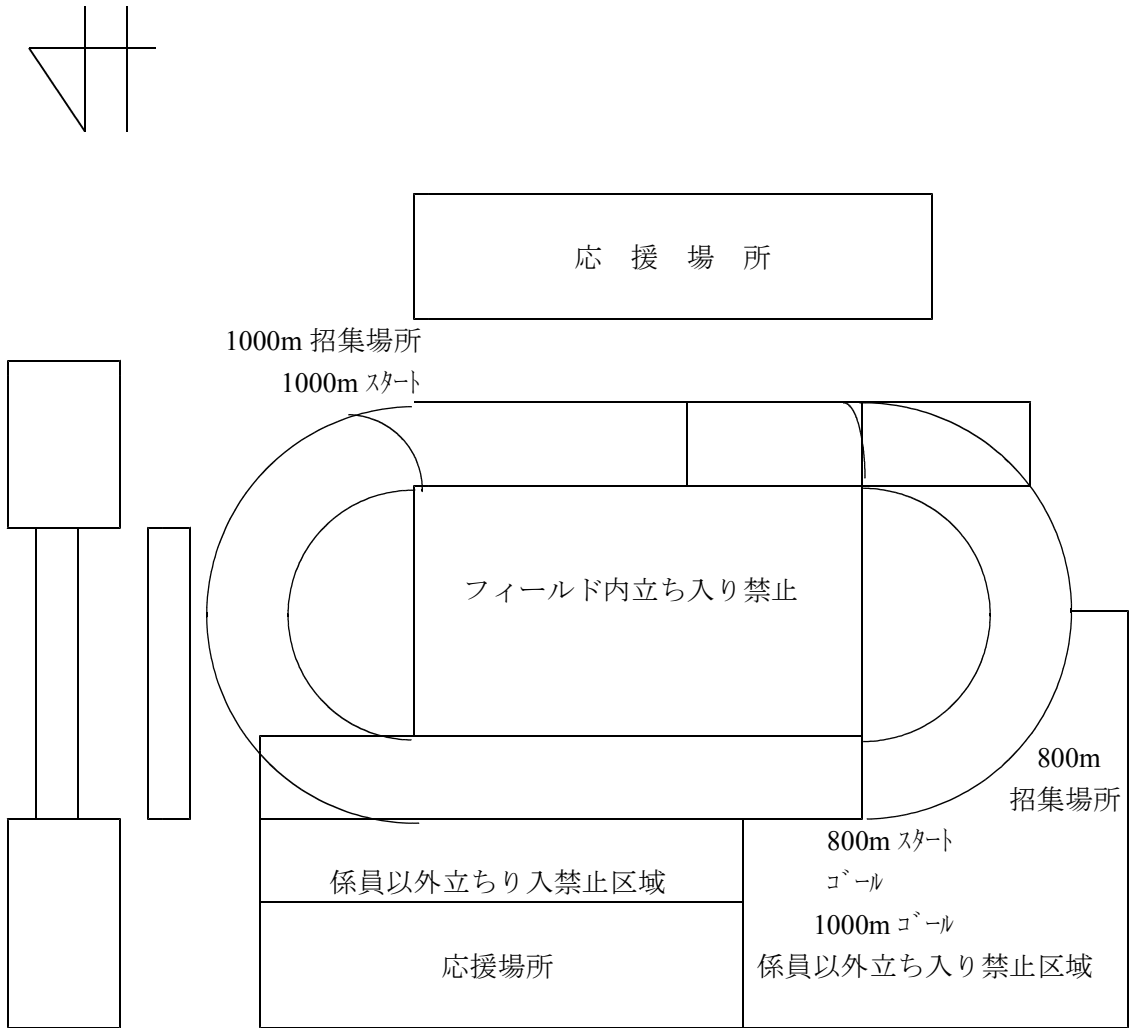 応　援　場　所
1000m 招集場所
1000m ｽﾀｰﾄ
フィールド内立ち入り禁止
800m
招集場所
800m ｽﾀｰﾄ
ｺﾞｰﾙ
係員以外立ちり入禁止区域
1000m ｺﾞｰﾙ
応援場所
係員以外立ち入り禁止区域